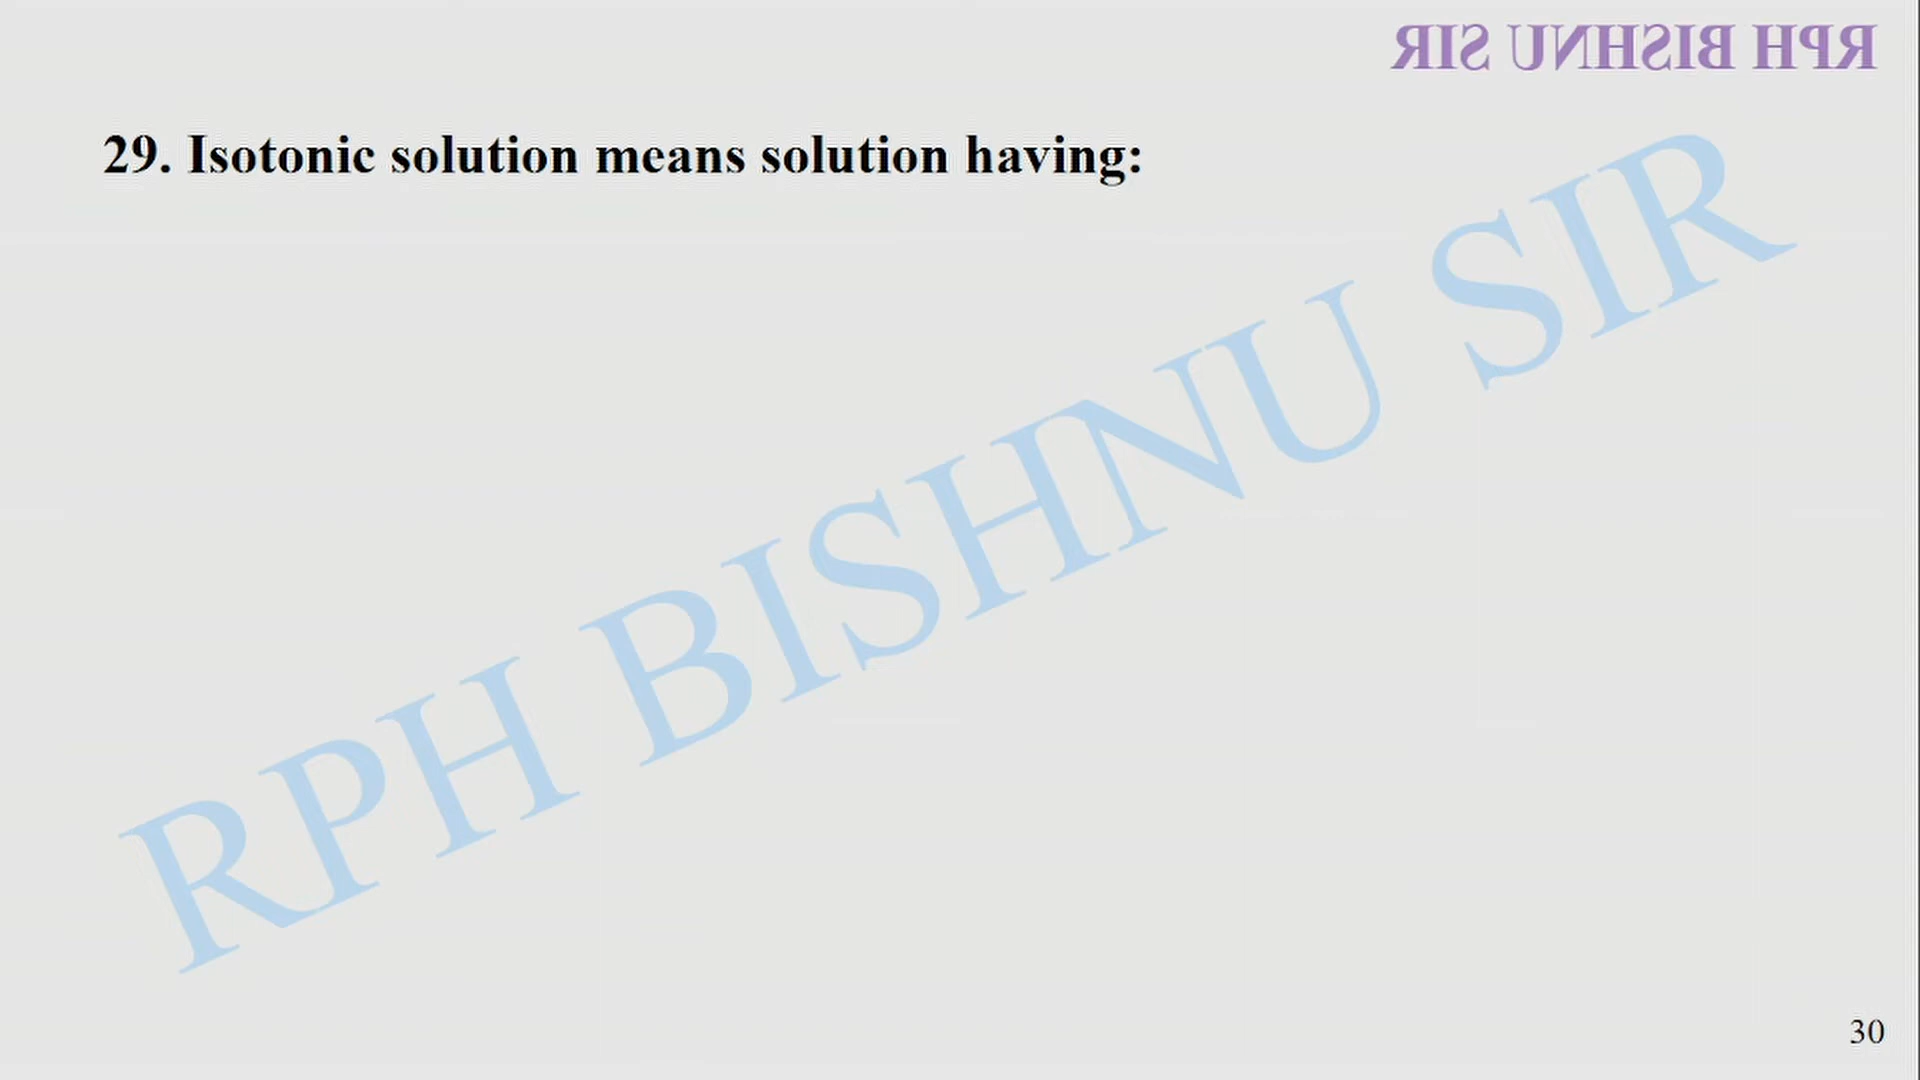 RPH BISHNU SIR
29. Isotonic solution means solution having:
RPH BISHNU SIR
30